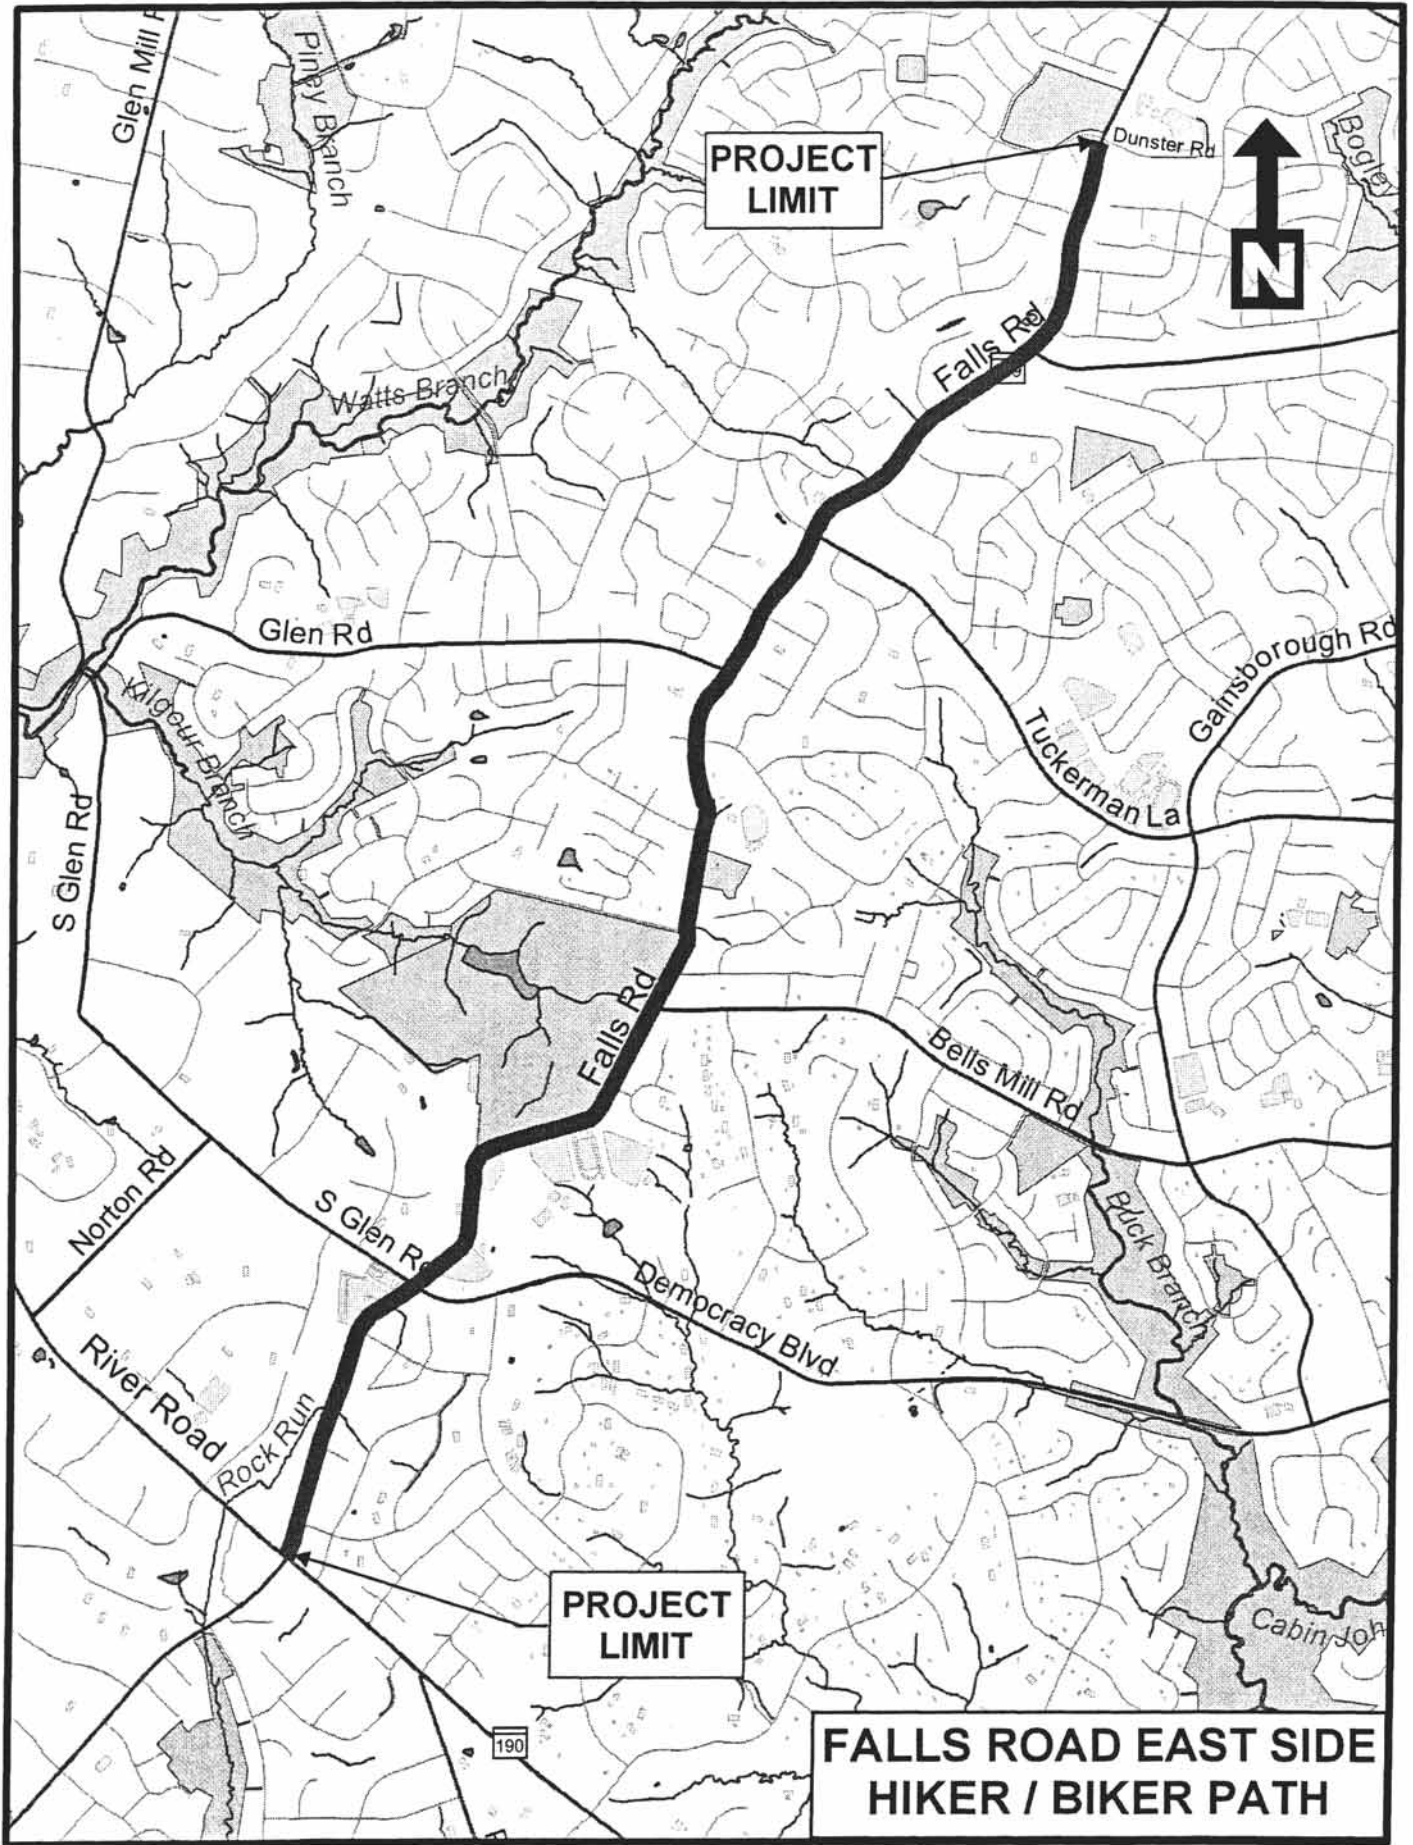 Glen Mill
Piney Branch
PROJECT
LIMIT
Dunster Rd
Bogley
N
Falls Rd
Watts Branch
Glen Rd
Gainsborough Rd
Kilgour Branch
Tuckerman La
S Glen Rd
Falls Rd
Bells Mill Rd
Norton Rd
S Glen Rd
Buck Branch
Democracy Blvd
River Road
Rock Run
PROJECT
LIMIT
Cabin Joh
190
FALLS ROAD EAST SIDE
HIKER / BIKER PATH